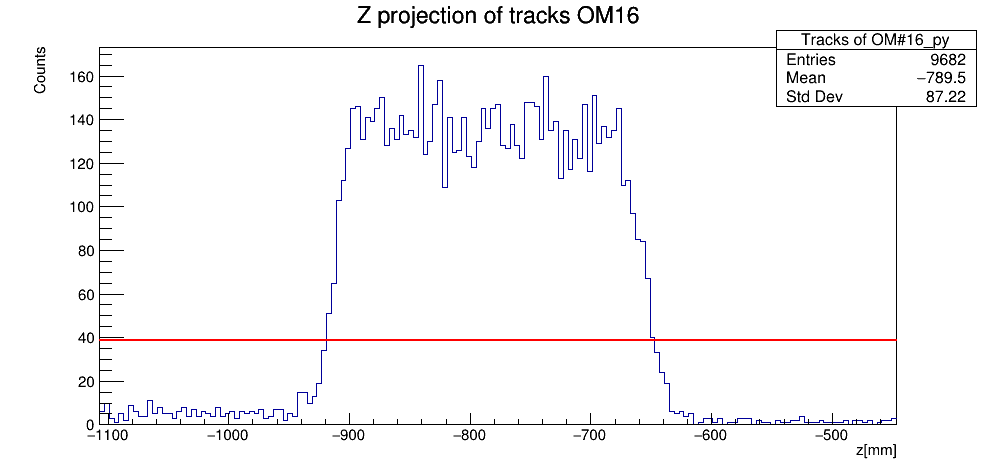 Z projection of tracks OM16
Tracks of OM#16_py
Entries 9682
Mean −789.5
Std Dev 87.22
Counts
160
140
120
100
80
60
40
20
0
−1100 −1000 −900 −800 −700 −600 −500
z[mm]